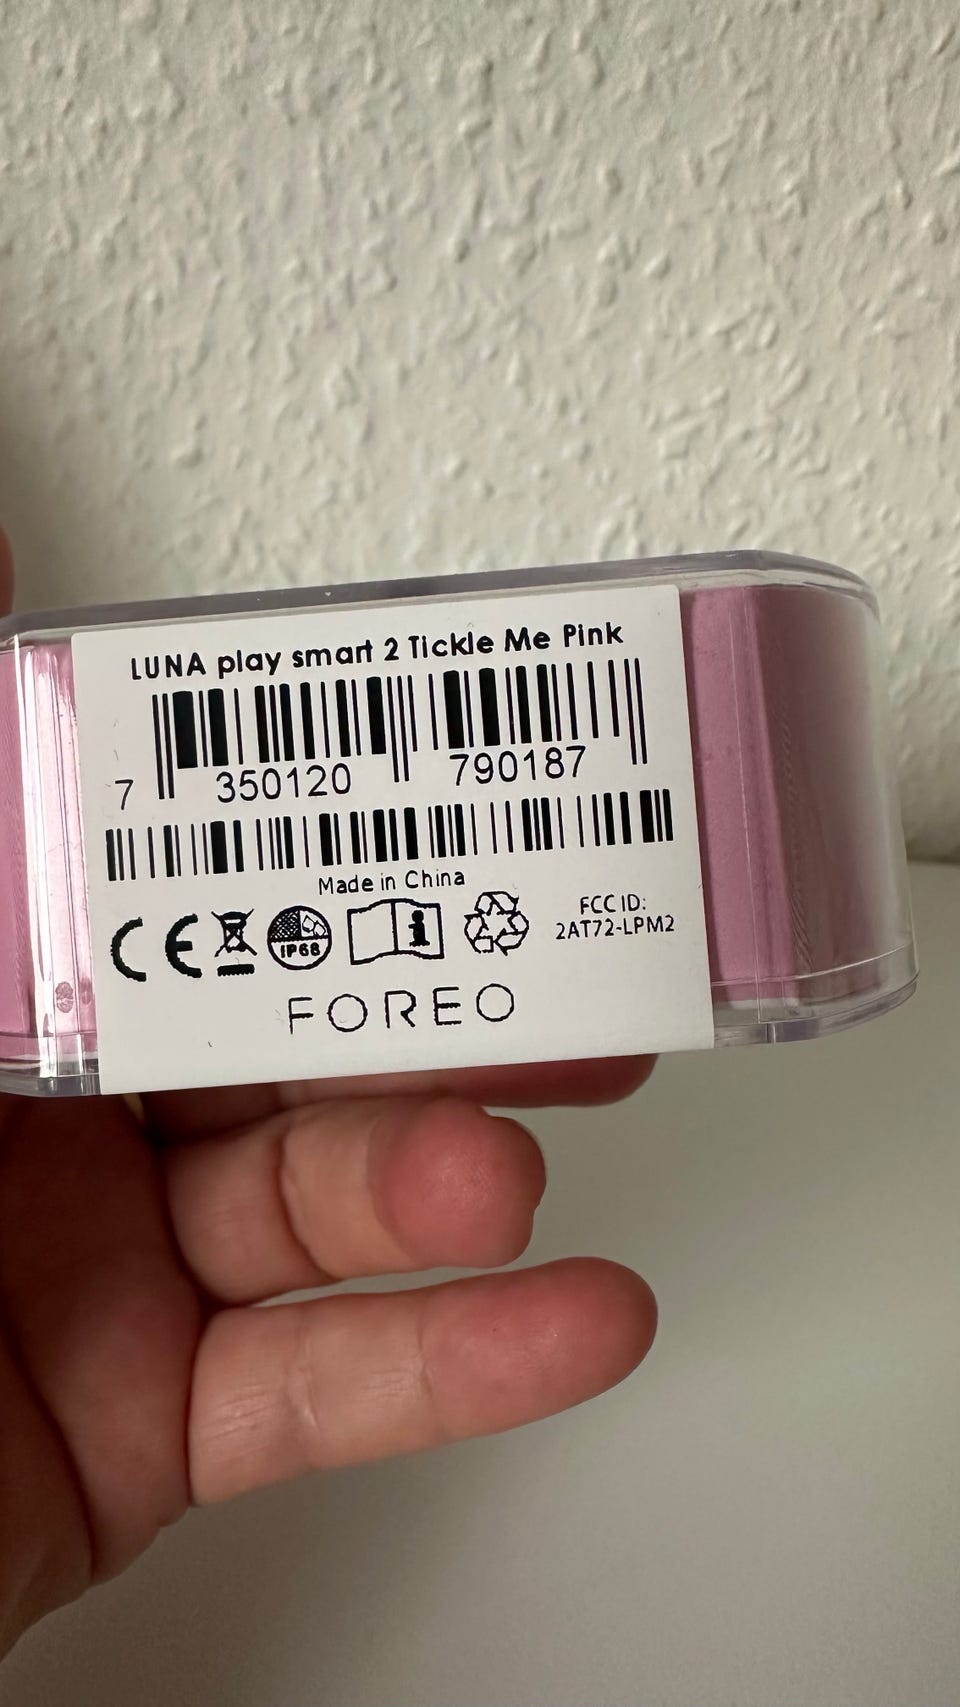 LUNA play smart 2 Tickle Me Pink
7 350120 790187
Made in China
CE IP68 i FCC ID:
2AT72-LPM2
FOREO